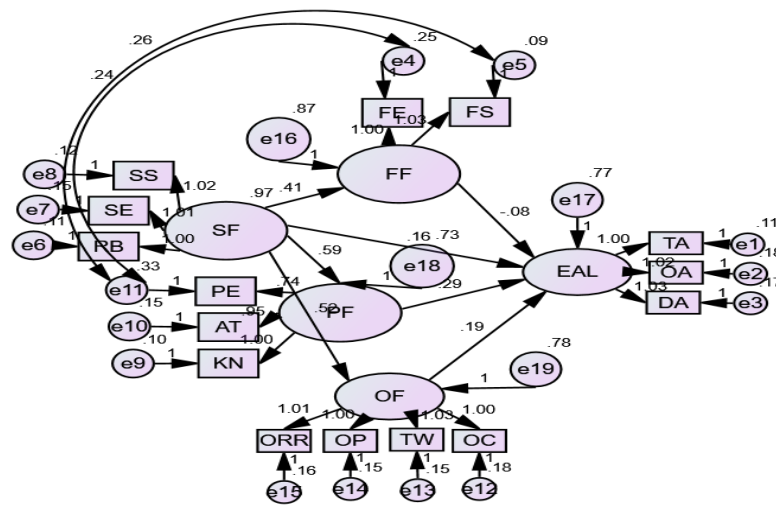 .26
.24
.25
.09
e4
e5
1
1
FE
FS
1.00
1.03
.87
e16
1
FF
.12
e8
1
SS
1.02
.15
e7
1
SE
1.01
.11
e6
1
PB
1.00
.97
.41
SF
-.08
.77
e17
1
.59
.16
.73
EAL
1.00
TA
1
e1
.11
1.02
OA
1
e2
.18
1.03
DA
1
e3
.17
.33
e11
1
PE
.74
e18
1
.29
.15
e10
1
AT
.95
.52
PF
.10
e9
1
KN
1.00
.19
.78
e19
1
OF
1.01
1.00
1.03
1.00
ORR
OP
TW
OC
1
1
1
1
.16
.15
.15
.18
e15
e14
e13
e12